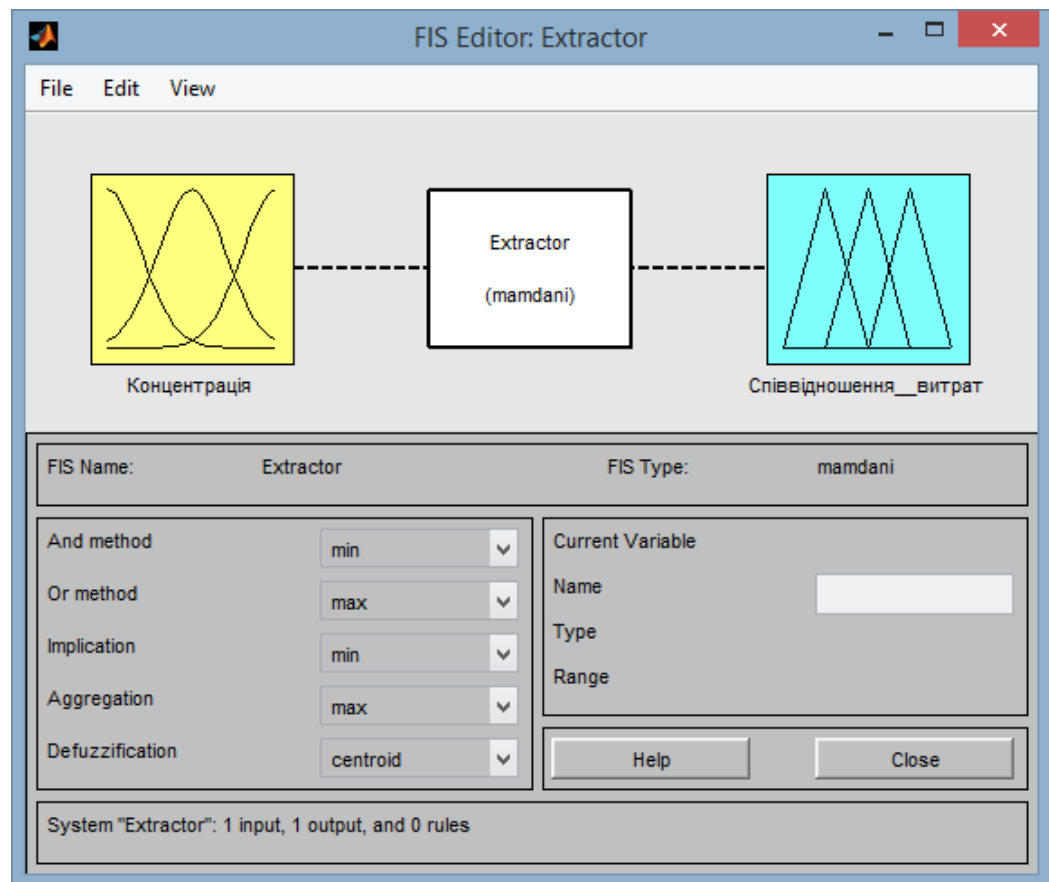 FIS Editor: Extractor
File Edit View
Extractor
(mamdani)
Концентрація
Співвідношення__витрат
FIS Name: Extractor FIS Type: mamdani
And method min
Or method max
Implication min
Aggregation max
Defuzzification centroid
Current Variable
Name
Type
Range
Help Close
System "Extractor": 1 input, 1 output, and 0 rules